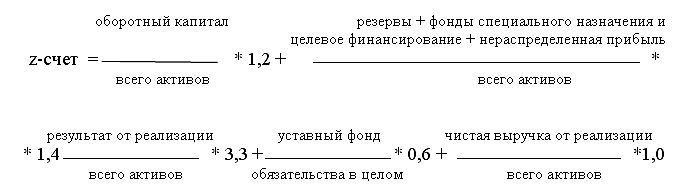 оборотный капитал резервы + фонды специального назначения и
целевое финансирование + нераспределенная прибыль
z-счет = * 1,2 + *
всего активов всего активов
результат от реализации уставный фонд чистая выручка от реализации
* 1,4 * 3,3 + * 0,6 + *1,0
всего активов обязательства в целом всего активов